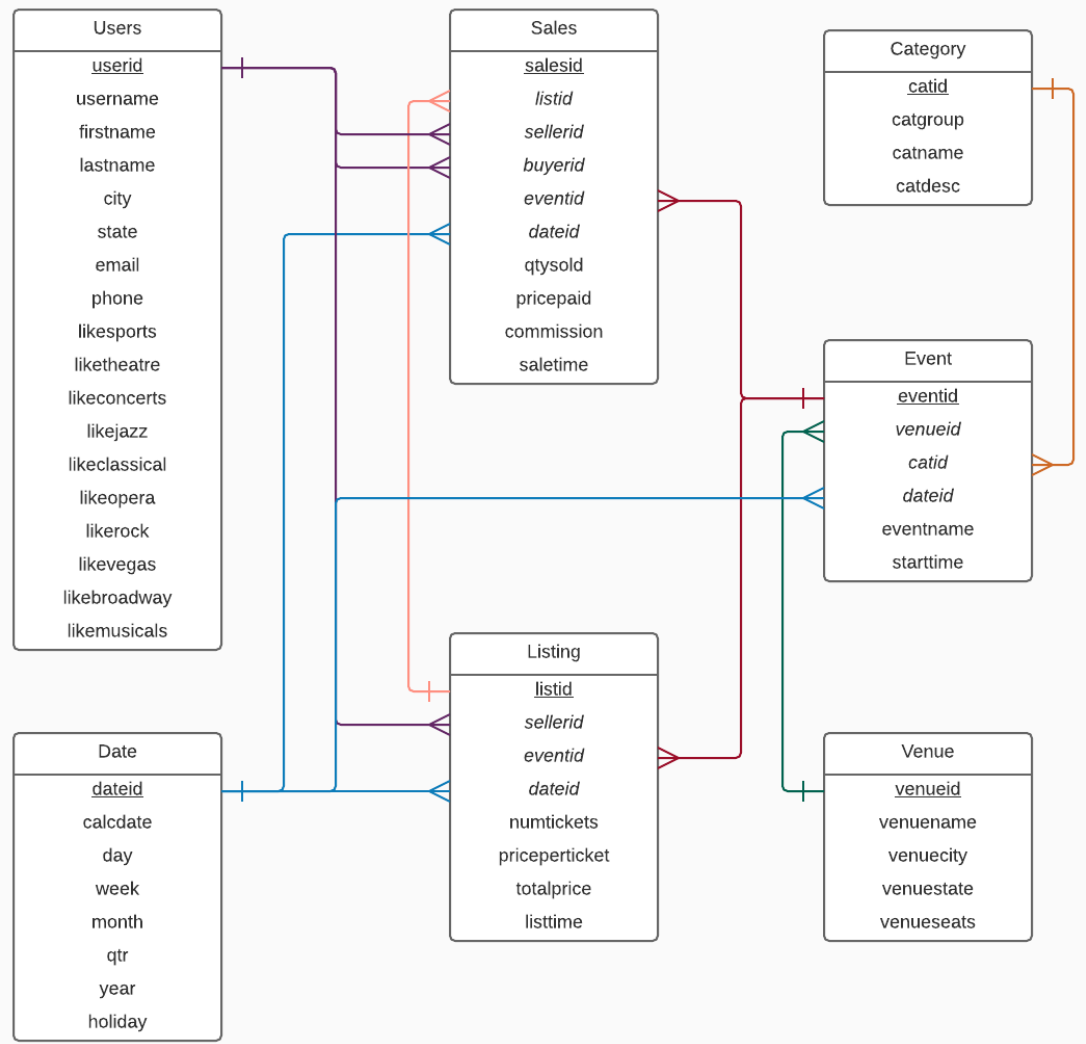 Users
userid
username
firstname
lastname
city
state
email
phone
likesports
liketheatre
likeconcerts
likejazz
likeclassical
likeopera
likerock
likevegas
likebroadway
likemusicals
Sales
salesid
listid
sellerid
buyerid
eventid
dateid
qtysold
pricepaid
commission
saletime
Category
catid
catgroup
catname
catdesc
Event
eventid
venueid
catid
dateid
eventname
starttime
Date
dateid
calcdate
day
week
month
qtr
year
holiday
Listing
listid
sellerid
eventid
dateid
numtickets
priceperticket
totalprice
listtime
Venue
venueid
venuename
venuecity
venuestate
venueseats